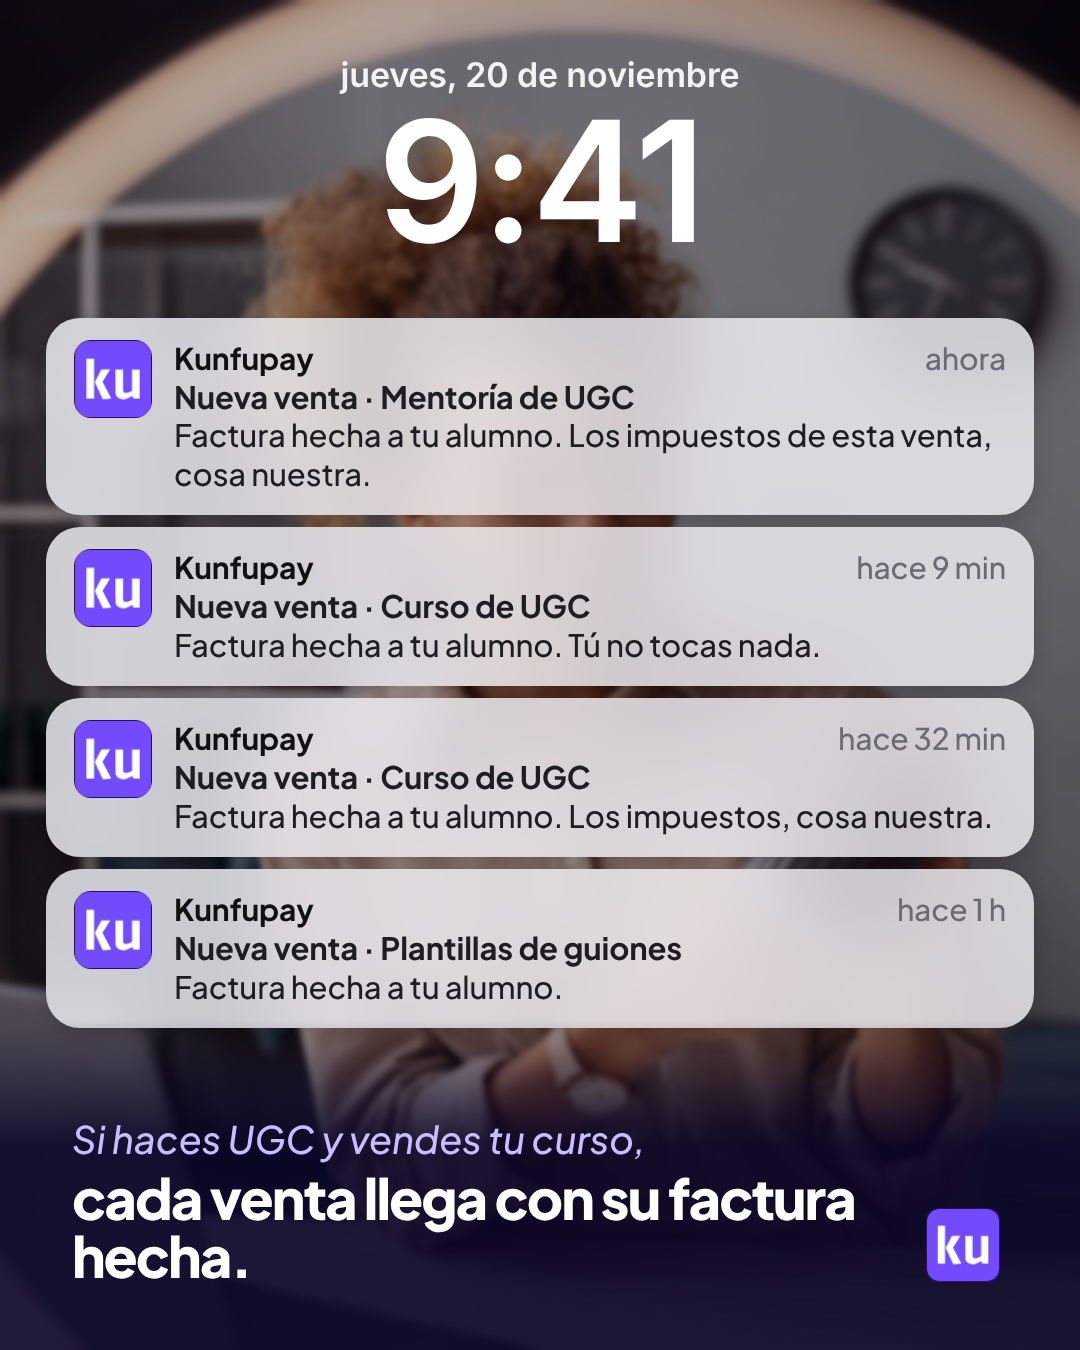 jueves, 20 de noviembre
9:41
ku
Kunfupay
ahora
Nueva venta · Mentoría de UGC
Factura hecha a tu alumno. Los impuestos de esta venta,
cosa nuestra.
ku
Kunfupay
hace 9 min
Nueva venta · Curso de UGC
Factura hecha a tu alumno. Tú no tocas nada.
ku
Kunfupay
hace 32 min
Nueva venta · Curso de UGC
Factura hecha a tu alumno. Los impuestos, cosa nuestra.
ku
Kunfupay
hace 1 h
Nueva venta · Plantillas de guiones
Factura hecha a tu alumno.
Si haces UGC y vendes tu curso,
cada venta llega con su factura
hecha.
ku